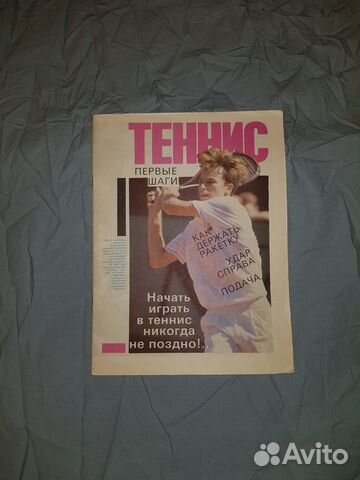 ТЕННИС
ПЕРВЫЕ
ШАГИ
КАК
ДЕРЖАТЬ
РАКЕТКУ
УДАР
СПРАВА
ПОДАЧА...
Начать
играть
в теннис
никогда
не поздно!..
Avito